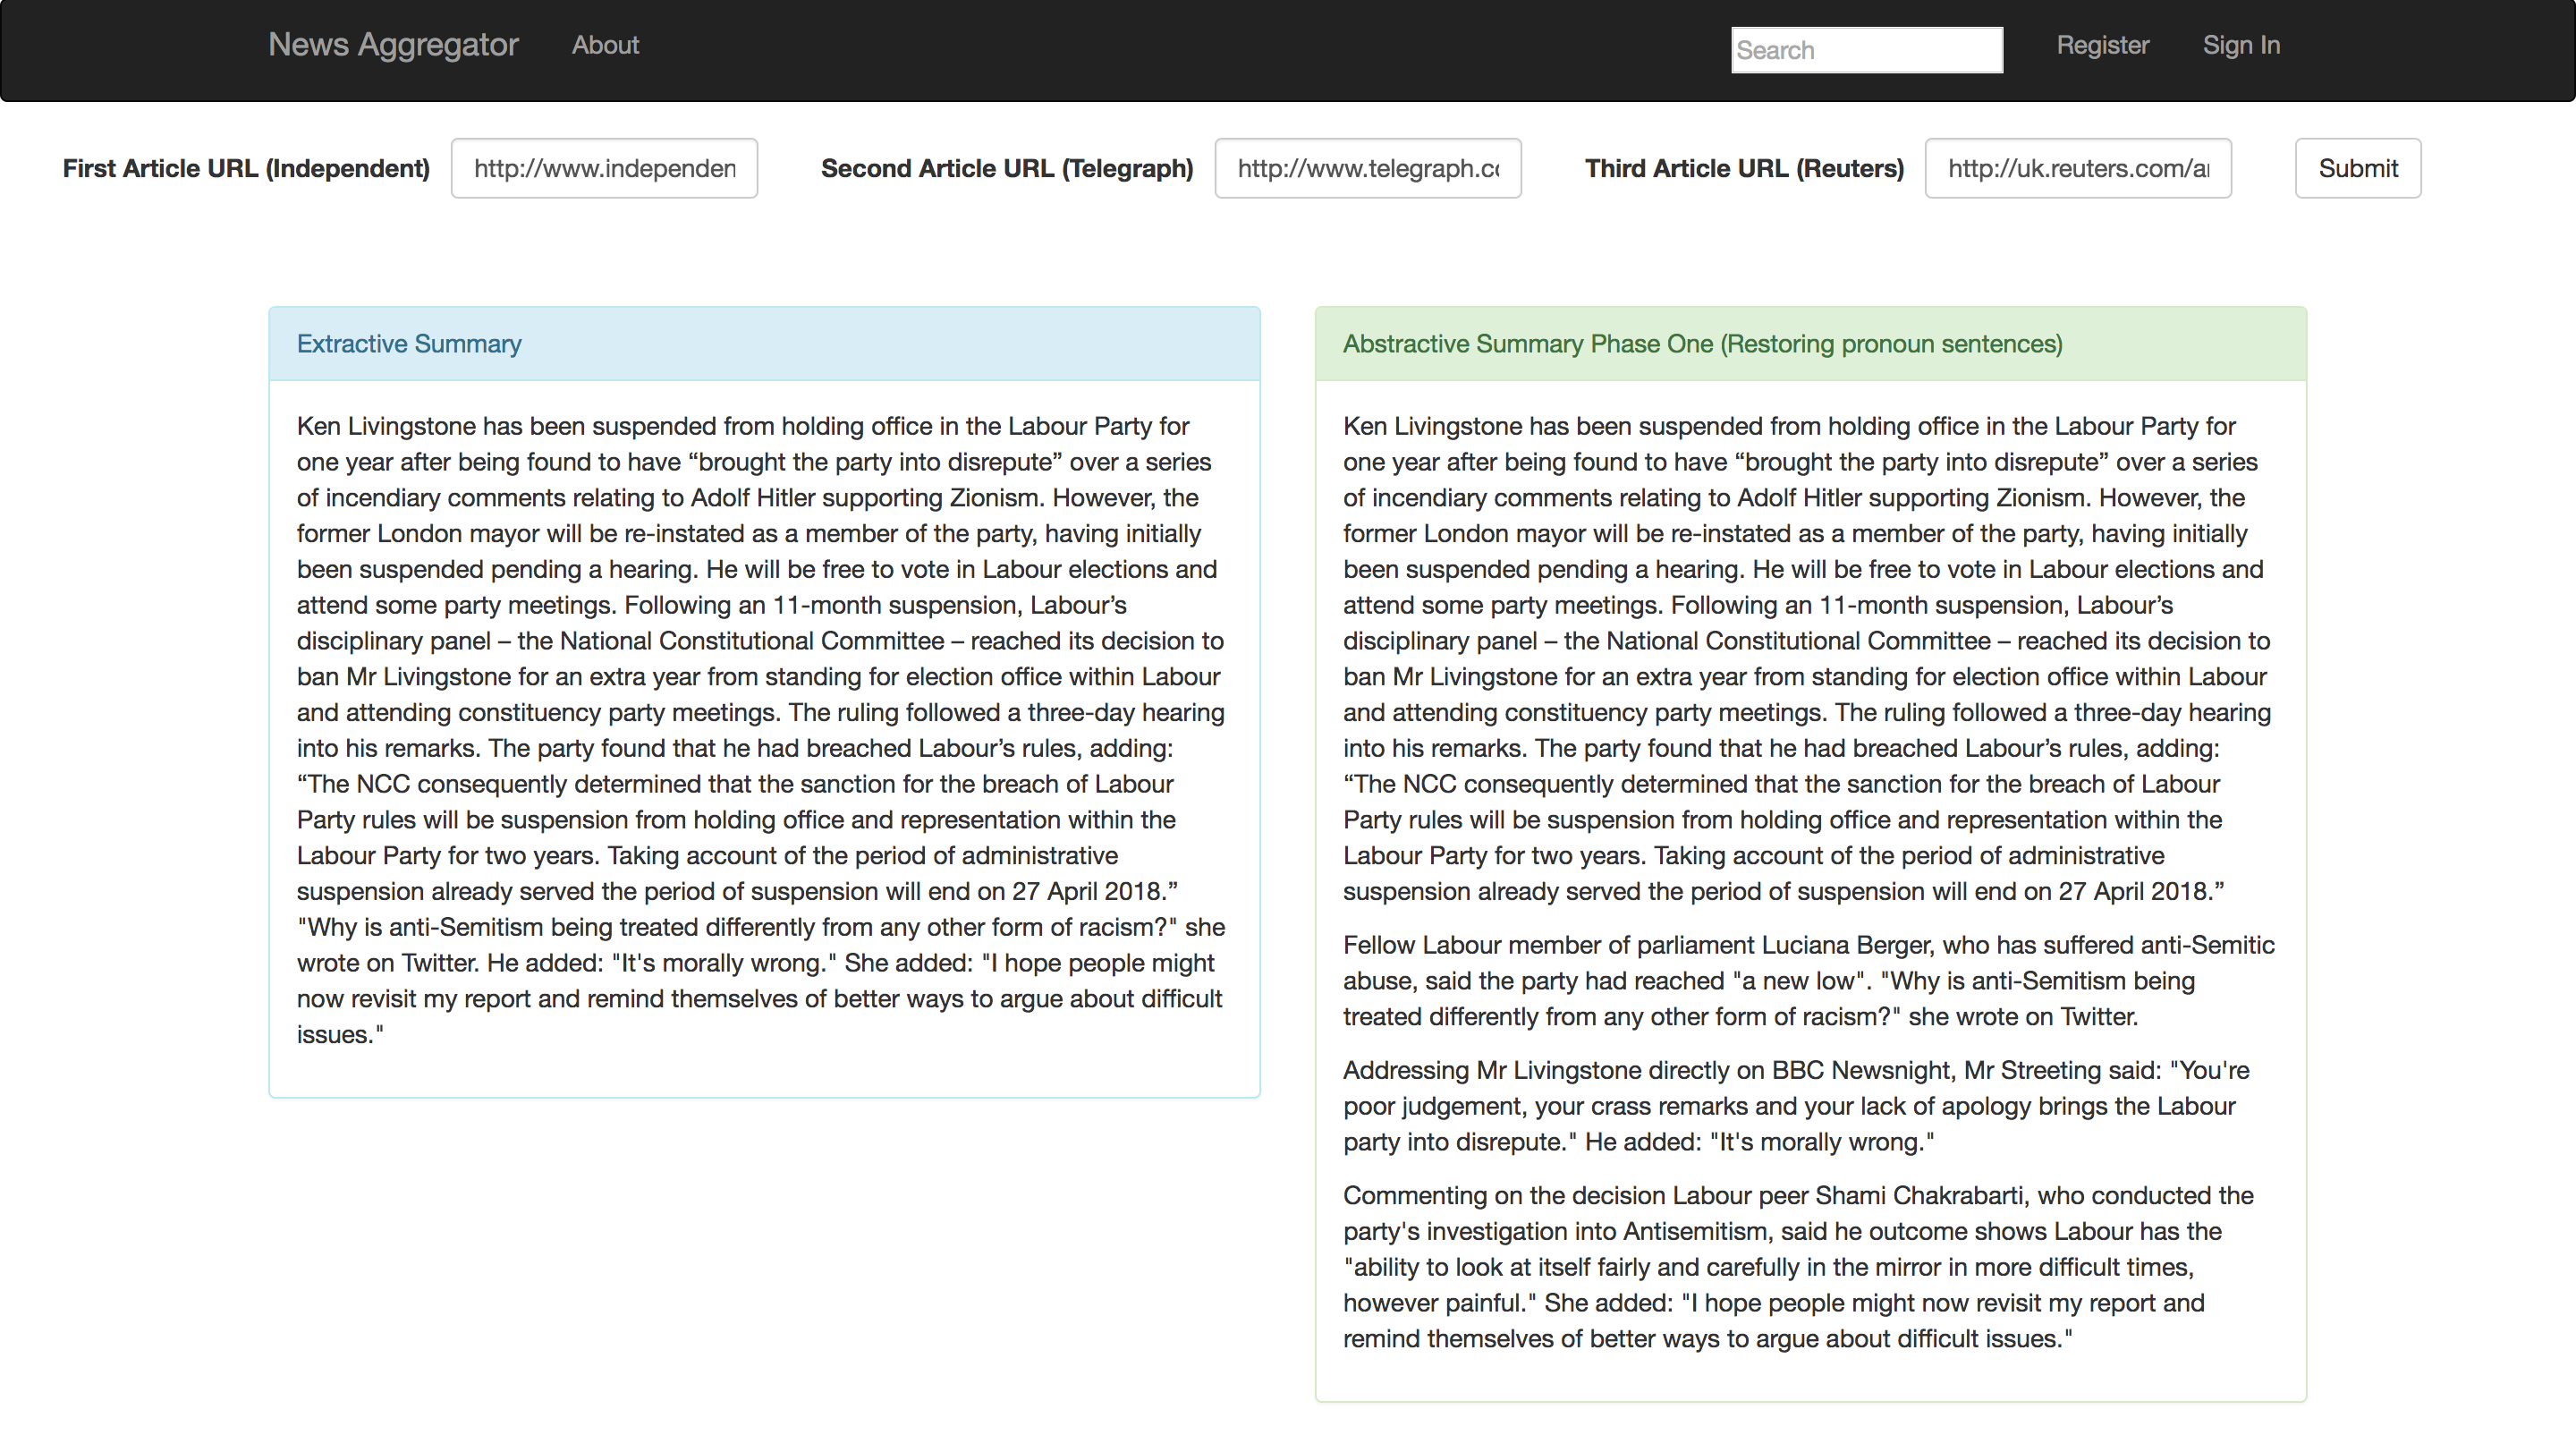 News Aggregator About Search Register Sign In
First Article URL (Independent) http://www.independen Second Article URL (Telegraph) http://www.telegraph.co Third Article URL (Reuters) http://uk.reuters.com/ar Submit
Extractive Summary
Ken Livingstone has been suspended from holding office in the Labour Party for
one year after being found to have “brought the party into disrepute” over a series
of incendiary comments relating to Adolf Hitler supporting Zionism. However, the
former London mayor will be re-instated as a member of the party, having initially
been suspended pending a hearing. He will be free to vote in Labour elections and
attend some party meetings. Following an 11-month suspension, Labour’s
disciplinary panel – the National Constitutional Committee – reached its decision to
ban Mr Livingstone for an extra year from standing for election office within Labour
and attending constituency party meetings. The ruling followed a three-day hearing
into his remarks. The party found that he had breached Labour’s rules, adding:
“The NCC consequently determined that the sanction for the breach of Labour
Party rules will be suspension from holding office and representation within the
Labour Party for two years. Taking account of the period of administrative
suspension already served the period of suspension will end on 27 April 2018.”
"Why is anti-Semitism being treated differently from any other form of racism?" she
wrote on Twitter. He added: "It's morally wrong." She added: "I hope people might
now revisit my report and remind themselves of better ways to argue about difficult
issues."
Abstractive Summary Phase One (Restoring pronoun sentences)
Ken Livingstone has been suspended from holding office in the Labour Party for
one year after being found to have “brought the party into disrepute” over a series
of incendiary comments relating to Adolf Hitler supporting Zionism. However, the
former London mayor will be re-instated as a member of the party, having initially
been suspended pending a hearing. He will be free to vote in Labour elections and
attend some party meetings. Following an 11-month suspension, Labour’s
disciplinary panel – the National Constitutional Committee – reached its decision to
ban Mr Livingstone for an extra year from standing for election office within Labour
and attending constituency party meetings. The ruling followed a three-day hearing
into his remarks. The party found that he had breached Labour’s rules, adding:
“The NCC consequently determined that the sanction for the breach of Labour
Party rules will be suspension from holding office and representation within the
Labour Party for two years. Taking account of the period of administrative
suspension already served the period of suspension will end on 27 April 2018.”
Fellow Labour member of parliament Luciana Berger, who has suffered anti-Semitic
abuse, said the party had reached "a new low". "Why is anti-Semitism being
treated differently from any other form of racism?" she wrote on Twitter.
Addressing Mr Livingstone directly on BBC Newsnight, Mr Streeting said: "You're
poor judgement, your crass remarks and your lack of apology brings the Labour
party into disrepute." He added: "It's morally wrong."
Commenting on the decision Labour peer Shami Chakrabarti, who conducted the
party's investigation into Antisemitism, said he outcome shows Labour has the
"ability to look at itself fairly and carefully in the mirror in more difficult times,
however painful." She added: "I hope people might now revisit my report and
remind themselves of better ways to argue about difficult issues."